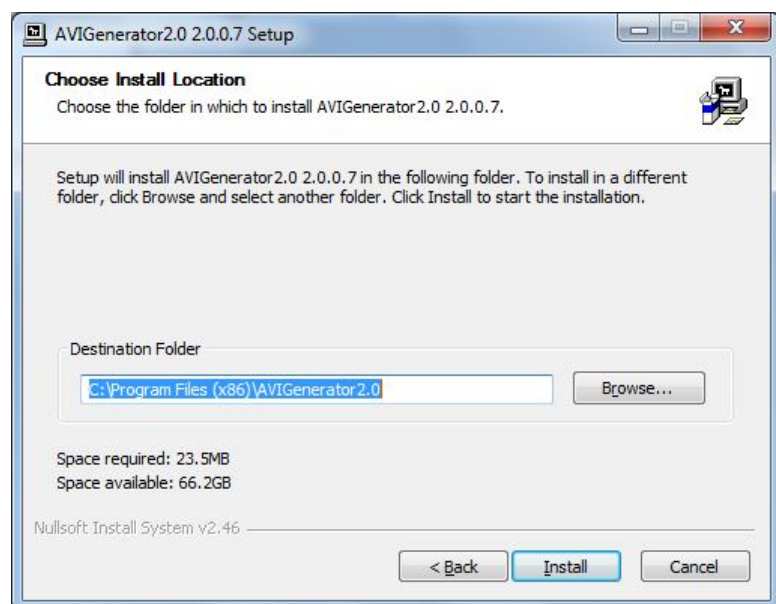 AVIGenerator2.0 2.0.0.7 Setup
Choose Install Location
Choose the folder in which to install AVIGenerator2.0 2.0.0.7.
Setup will install AVIGenerator2.0 2.0.0.7 in the following folder. To install in a different
folder, click Browse and select another folder. Click Install to start the installation.
Destination Folder
C:\Program Files (x86)\AVIGenerator2.0
Browse...
Space required: 23.5MB
Space available: 66.2GB
Nullsoft Install System v2.46
< Back
Install
Cancel